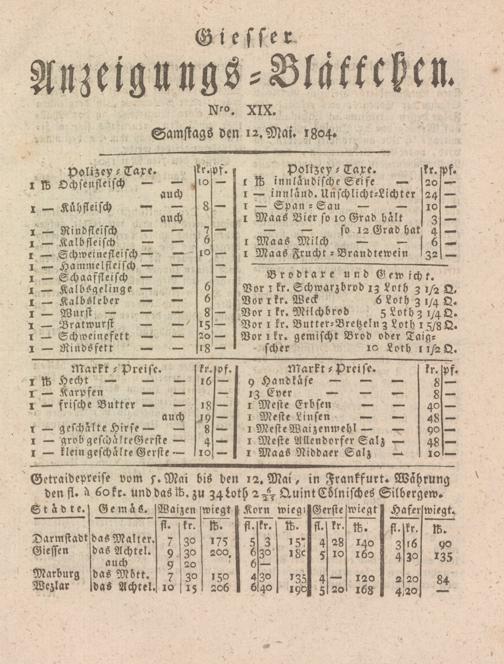 Giesser
Anzeigungs-Blättchen.
Nro. XIX.
Samstags den 12. Mai. 1804.
Polizey-Taxe. kr. pf.
1 ℔ Ochsenfleisch — — 10 —
auch
1 — Kühfleisch — — 8 —
auch
1 — Rindfleisch — — 7 —
1 — Kalbfleisch — — 6
1 — Schweinefleisch — — 10 —
1 — Hammelfleisch — — —
1 — Schaaffleisch — —
1 — Kalbsgelinge — — 6
1 — Kalbsleber — — 6
1 — Wurst — — — 8 —
1 — Bratwurst — — 15 —
1 — Schweinefett — — 20 —
1 — Rindsfett — — 18 —
Polizey-Taxe. kr. pf.
1 ℔ innländische Seife — 20 —
1 — innländ. Unschlicht-Lichter 24 —
1 — Span-Sau — — 10 —
1 Maas Bier so 10 Grad hält 3 —
— — so 12 Grad hat 4 —
1 Maas Milch — — 6 —
1 Maas Frucht-Brandtewein 32 —
Brodtaxe und Gewicht.
Vor 1 kr. Schwarzbrod 13 Loth 3 1/2 Q.
Vor 1 kr. Weck 6 Loth 3 1/4 Q.
Vor 1 kr. Milchbrod 5 Loth 3 1/4 Q.
Vor 1 kr. Butter-Bretzeln 3 Loth 1 5/8 Q.
Vor 1 kr. gemischt Brod oder Taig-
scher 10 Loth 1 1/2 Q.
Markt-Preise. kr. pf.
1 ℔ Hecht — — — 16 —
1 — Karpfen — —
1 — frische Butter — — 18 —
auch 19 —
1 — geschälte Hirse — — 8 —
1 — grob geschälte Gerste — 4 —
1 — klein geschälte Gerste — 10 —
Markt-Preise. kr. pf.
9 Handkäse — — 8 —
13 Eyer — — — 8 —
1 Meste Erbsen — — 40 —
1 Meste Linsen — — 48 —
1 Meste Waizenmehl — — 90 —
1 Meste Allendorfer Salz — 48 —
1 Maas Niddaer Salz — 10 —
Getraidepreise vom 5. Mai bis den 12. Mai, in Frankfurt. Währung
den fl. à 60 kr. und das ℔. zu 34 Loth 2 Quint Cölnisches Silbergew.
Städte. Gemäs. Waizen wiegt Korn wiegt Gerste wiegt Hafer wiegt.
fl. kr. ℔. fl. kr. ℔. fl. kr. ℔. fl. kr. ℔.
Darmstadt das Malter. 7 30 175 5 3 4 28 140 3 16 90
Giessen das Achtel. 9 30 200. 6 30 180 5 10 160 4 30 135
auch 9 20 6 —
Marburg das Mött. 7 30 150 4 30 135 4 — 120 2 20 84
Wezlar das Achtel. 10 15 206 6 40 190 5 20 168 4 20 —